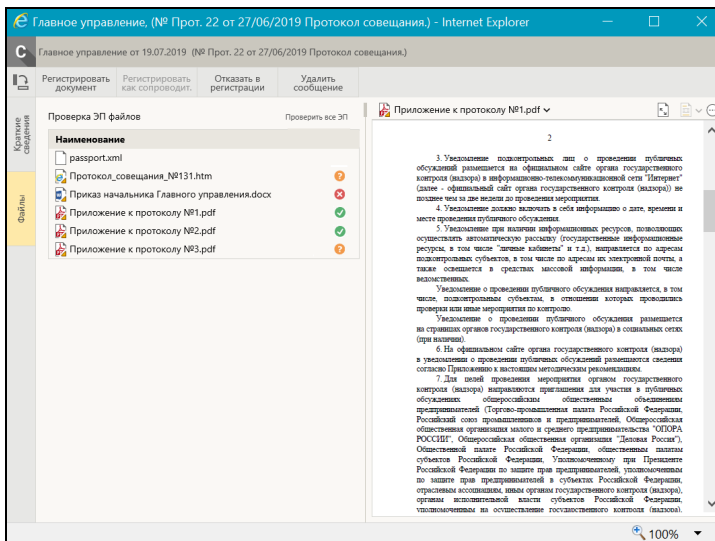 Главное управление, (№ Прот. 22 от 27/06/2019 Протокол совещания.) - Internet Explorer
Главное управление от 19.07.2019 (№ Прот. 22 от 27/06/2019 Протокол совещания.)
Регистрировать документ
Регистрировать как сопроводит.
Отказать в регистрации
Удалить сообщение
Краткие сведения
Файлы
Проверка ЭП файлов
Проверить все ЭП
Наименование
passport.xml
Протокол_совещания_№131.htm
Приказ начальника Главного управления.docx
Приложение к протоколу №1.pdf
Приложение к протоколу №2.pdf
Приложение к протоколу №3.pdf
Приложение к протоколу №1.pdf
2
3. Уведомление подконтрольных лиц о проведении публичных
обсуждений размещается на официальном сайте органа государственного
контроля (надзора) в информационно-телекоммуникационной сети "Интернет"
(далее - официальный сайт органа государственного контроля (надзора)) не
позднее чем за две недели до проведения мероприятия.
4. Уведомление должно включать в себя информацию о дате, времени и
месте проведения публичного обсуждения.
5. Уведомление при наличии информационных ресурсов, позволяющих
осуществлять автоматическую рассылку (государственные информационные
ресурсы, в том числе "личные кабинеты" и т.д.), направляется по адресам
подконтрольных субъектов, в том числе по адресам их электронной почты, а
также освещается в средствах массовой информации, в том числе
ведомственных.
Уведомление о проведении публичного обсуждения направляется, в том
числе, подконтрольным субъектам, в отношении которых проводились
проверки или иные мероприятия по контролю.
Уведомление о проведении публичного обсуждения размещается
на страницах органов государственного контроля (надзора) в социальных сетях
(при наличии).
6. На официальном сайте органа государственного контроля (надзора)
в уведомлении о проведении публичных обсуждений размещаются сведения
согласно Приложению к настоящим методическим рекомендациям.
7. Для целей проведения мероприятия органом государственного
контроля (надзора) направляются приглашения для участия в публичных
обсуждениях общероссийским общественным объединениям
предпринимателей (Торгово-промышленная палата Российской Федерации,
Российский союз промышленников и предпринимателей, Общероссийская
общественная организация малого и среднего предпринимательства "ОПОРА
РОССИИ", Общероссийская общественная организация "Деловая Россия"),
Общественной палате Российской Федерации, общественным палатам
субъектов Российской Федерации, Уполномоченному при Президенте
Российской Федерации по защите прав предпринимателей, уполномоченным
по защите прав предпринимателей в субъектах Российской Федерации,
отраслевым ассоциациям, иным органам государственного контроля (надзора),
органам исполнительной власти субъектов Российской Федерации,
уполномоченным на осуществление государственного контроля (надзора).
100%